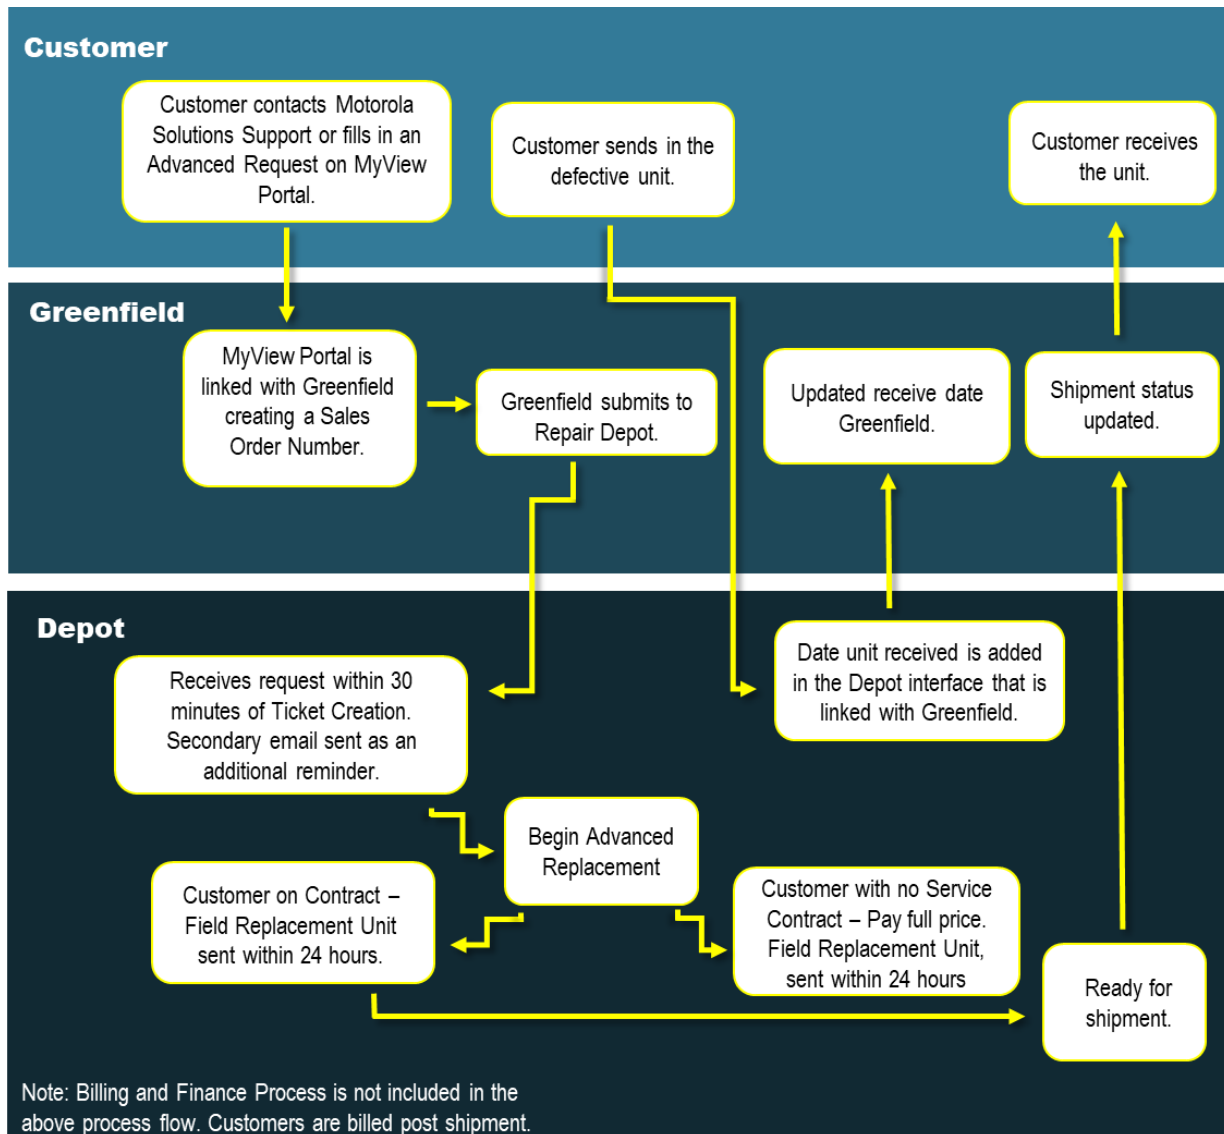 Customer
Customer contacts Motorola
Solutions Support or fills in an
Advanced Request on MyView
Portal.
Customer sends in the
defective unit.
Customer receives
the unit.
Greenfield
MyView Portal is
linked with Greenfield
creating a Sales
Order Number.
Greenfield submits to
Repair Depot.
Updated receive date
Greenfield.
Shipment status
updated.
Depot
Receives request within 30
minutes of Ticket Creation.
Secondary email sent as an
additional reminder.
Date unit received is added
in the Depot interface that is
linked with Greenfield.
Begin Advanced
Replacement
Customer on Contract –
Field Replacement Unit
sent within 24 hours.
Customer with no Service
Contract – Pay full price.
Field Replacement Unit,
sent within 24 hours
Ready for
shipment.
Note: Billing and Finance Process is not included in the
above process flow. Customers are billed post shipment.